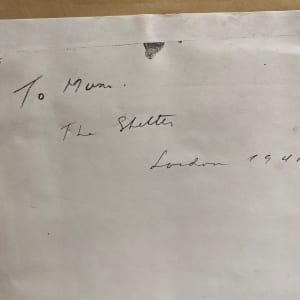 To Mum.
The Shelter
London 194